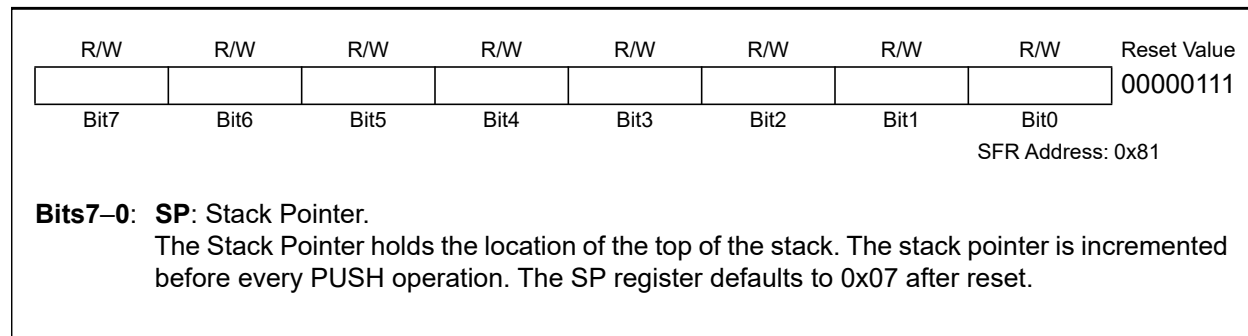 R/W R/W R/W R/W R/W R/W R/W R/W Reset Value
00000111
Bit7 Bit6 Bit5 Bit4 Bit3 Bit2 Bit1 Bit0
SFR Address: 0x81
Bits7–0: SP: Stack Pointer.
The Stack Pointer holds the location of the top of the stack. The stack pointer is incremented
before every PUSH operation. The SP register defaults to 0x07 after reset.